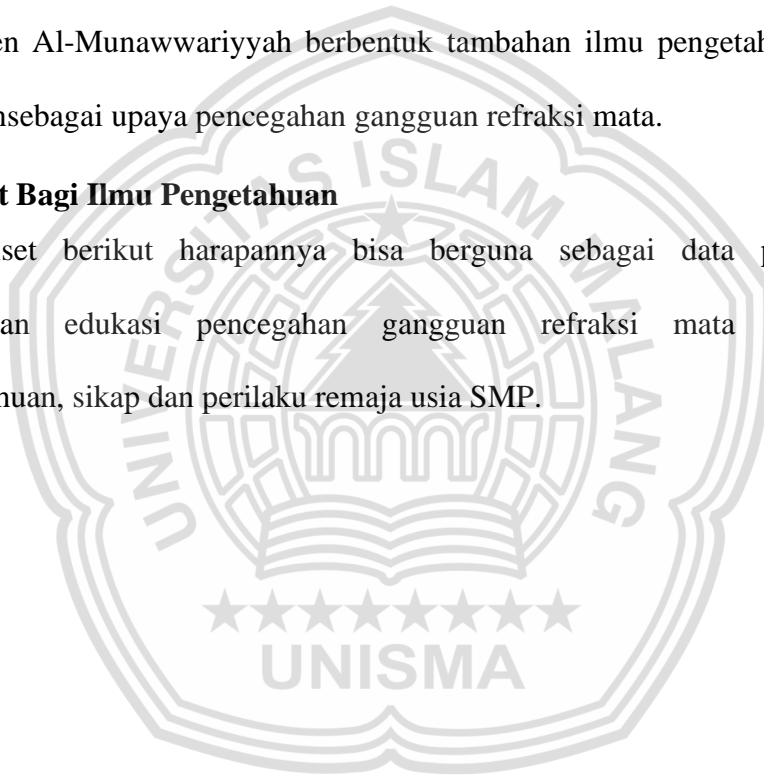 en Al-Munawwariyyah berbentuk tambahan ilmu pengetah
sebagai upaya pencegahan gangguan refraksi mata.
t Bagi Ilmu Pengetahuan
set berikut harapannya bisa berguna sebagai data p
an edukasi pencegahan gangguan refraksi mata
huan, sikap dan perilaku remaja usia SMP.
UNIVERSITAS ISLAM MALANG
UNISMA